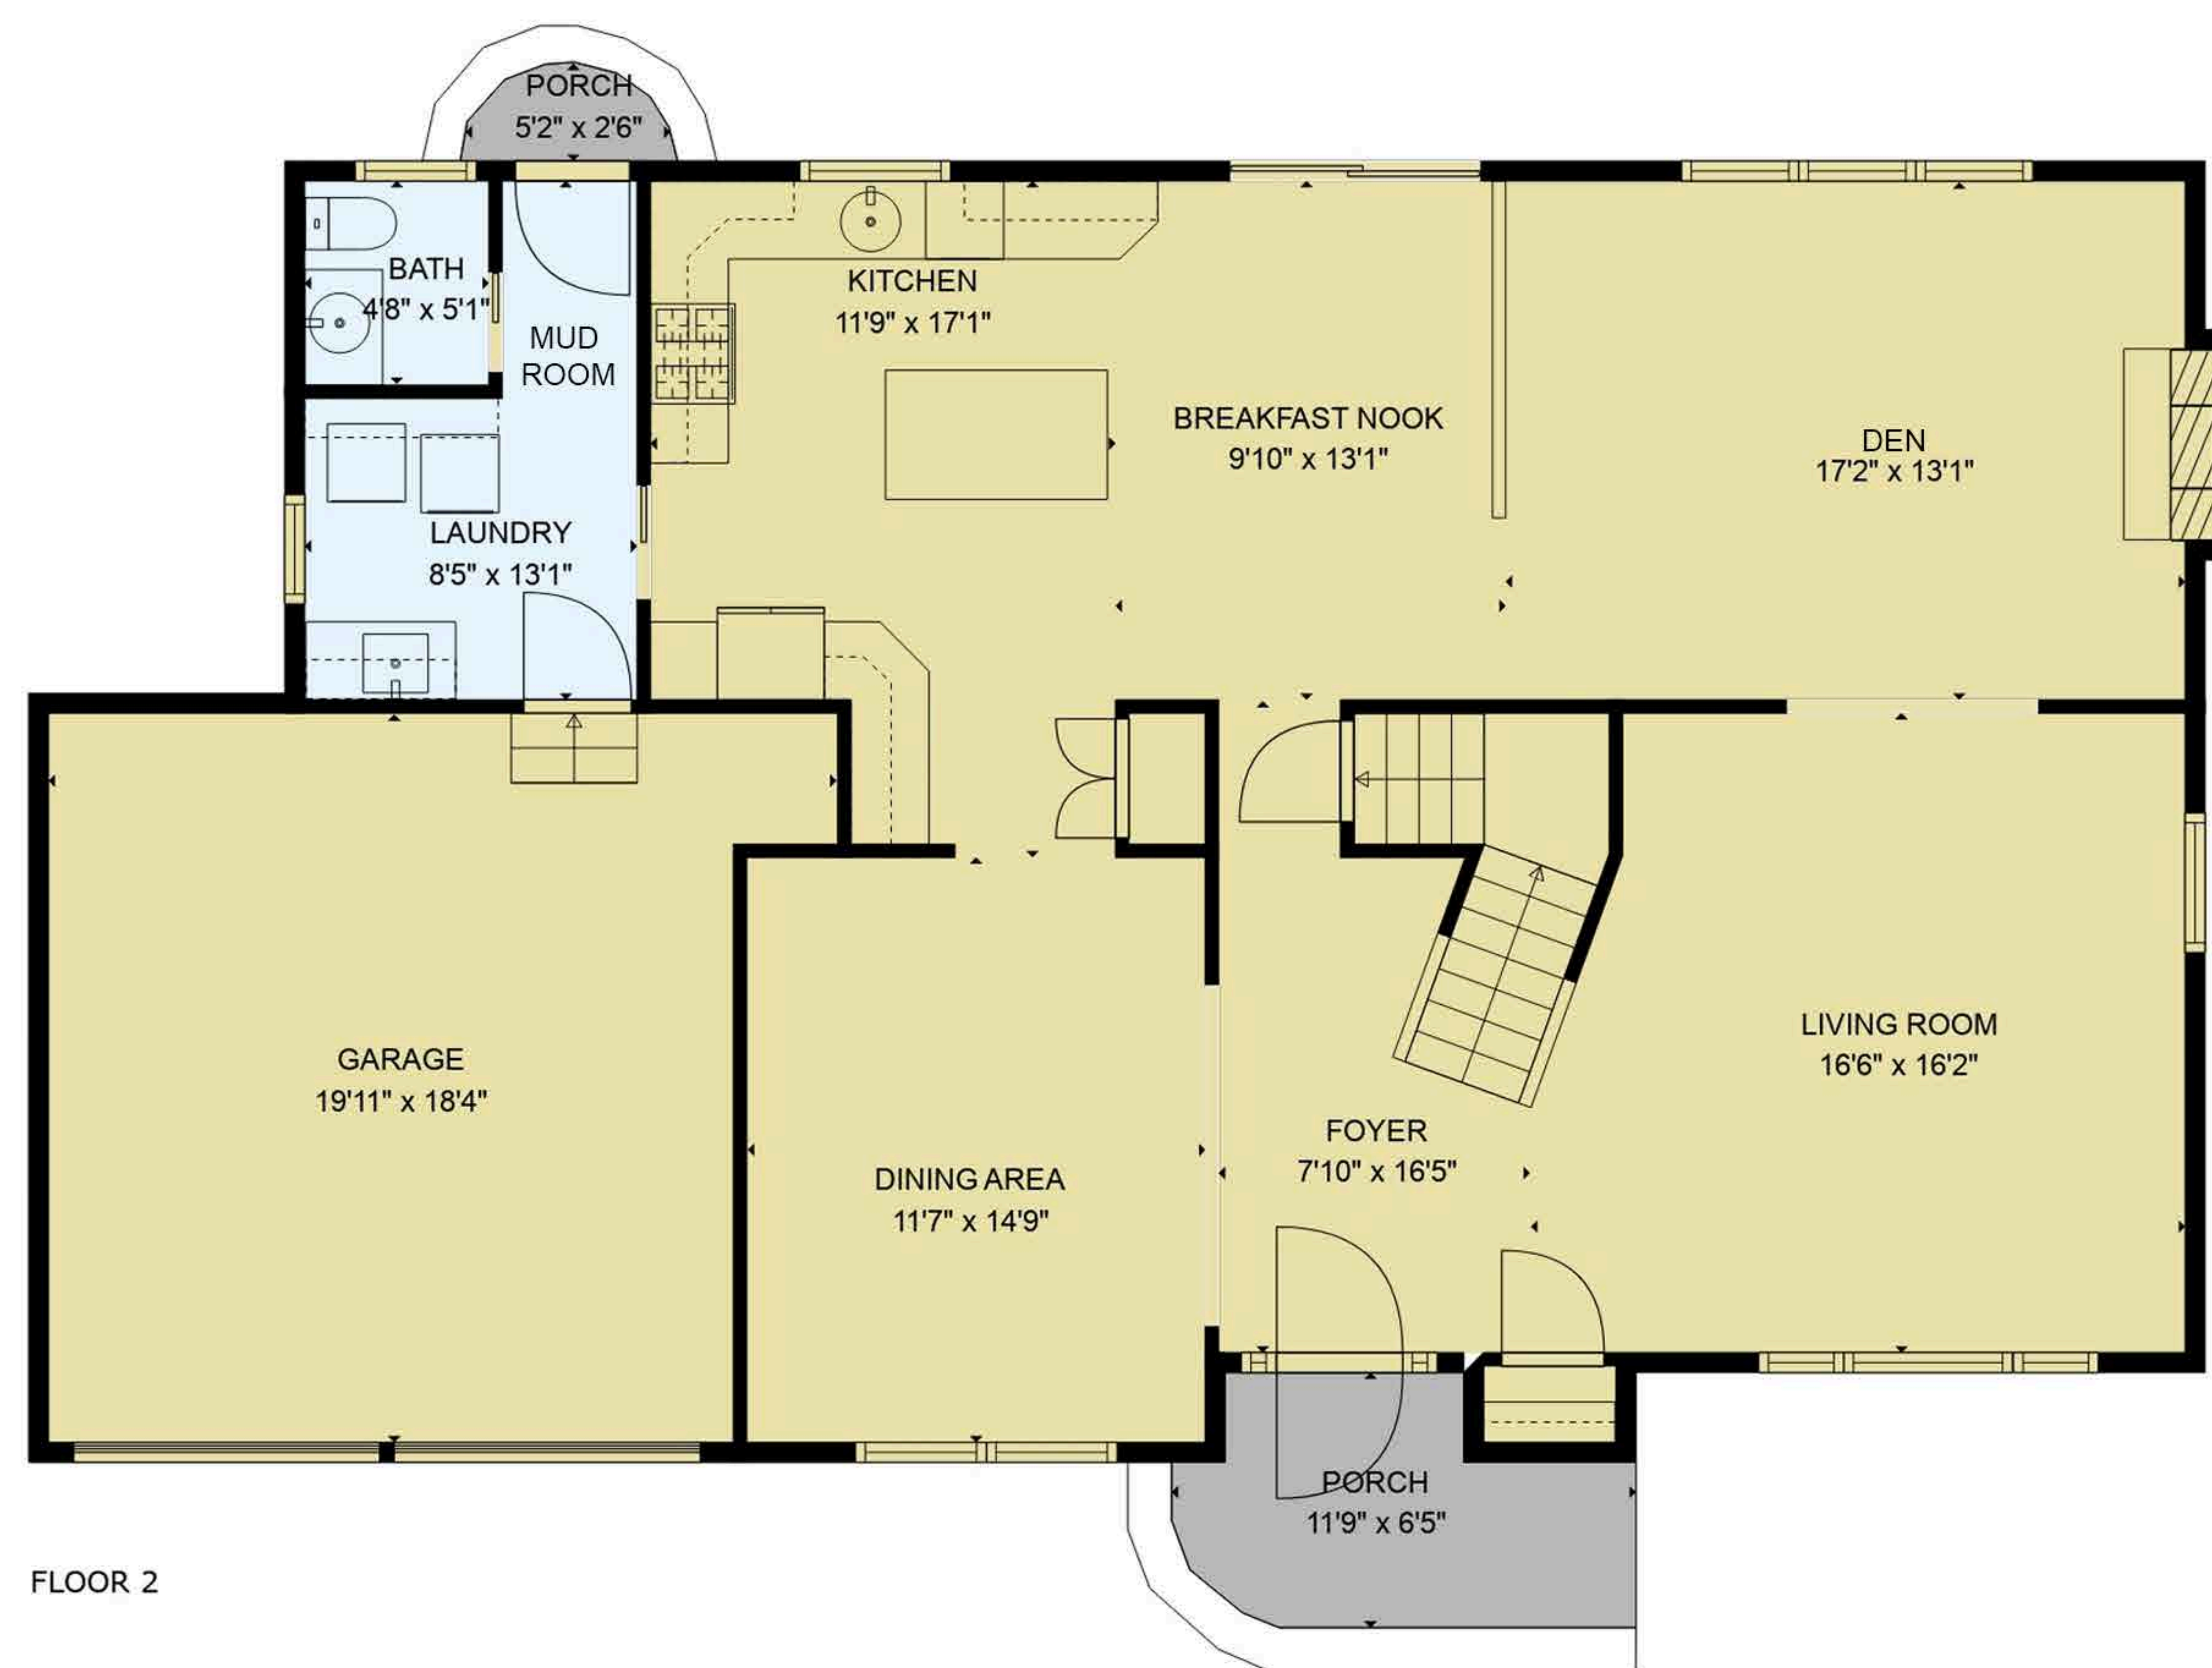 PORCH
5'2" x 2'6"
BATH
4'8" x 5'1"
MUD
ROOM
KITCHEN
11'9" x 17'1"
BREAKFAST NOOK
9'10" x 13'1"
DEN
17'2" x 13'1"
LAUNDRY
8'5" x 13'1"
GARAGE
19'11" x 18'4"
DINING AREA
11'7" x 14'9"
FOYER
7'10" x 16'5"
LIVING ROOM
16'6" x 16'2"
PORCH
11'9" x 6'5"
FLOOR 2